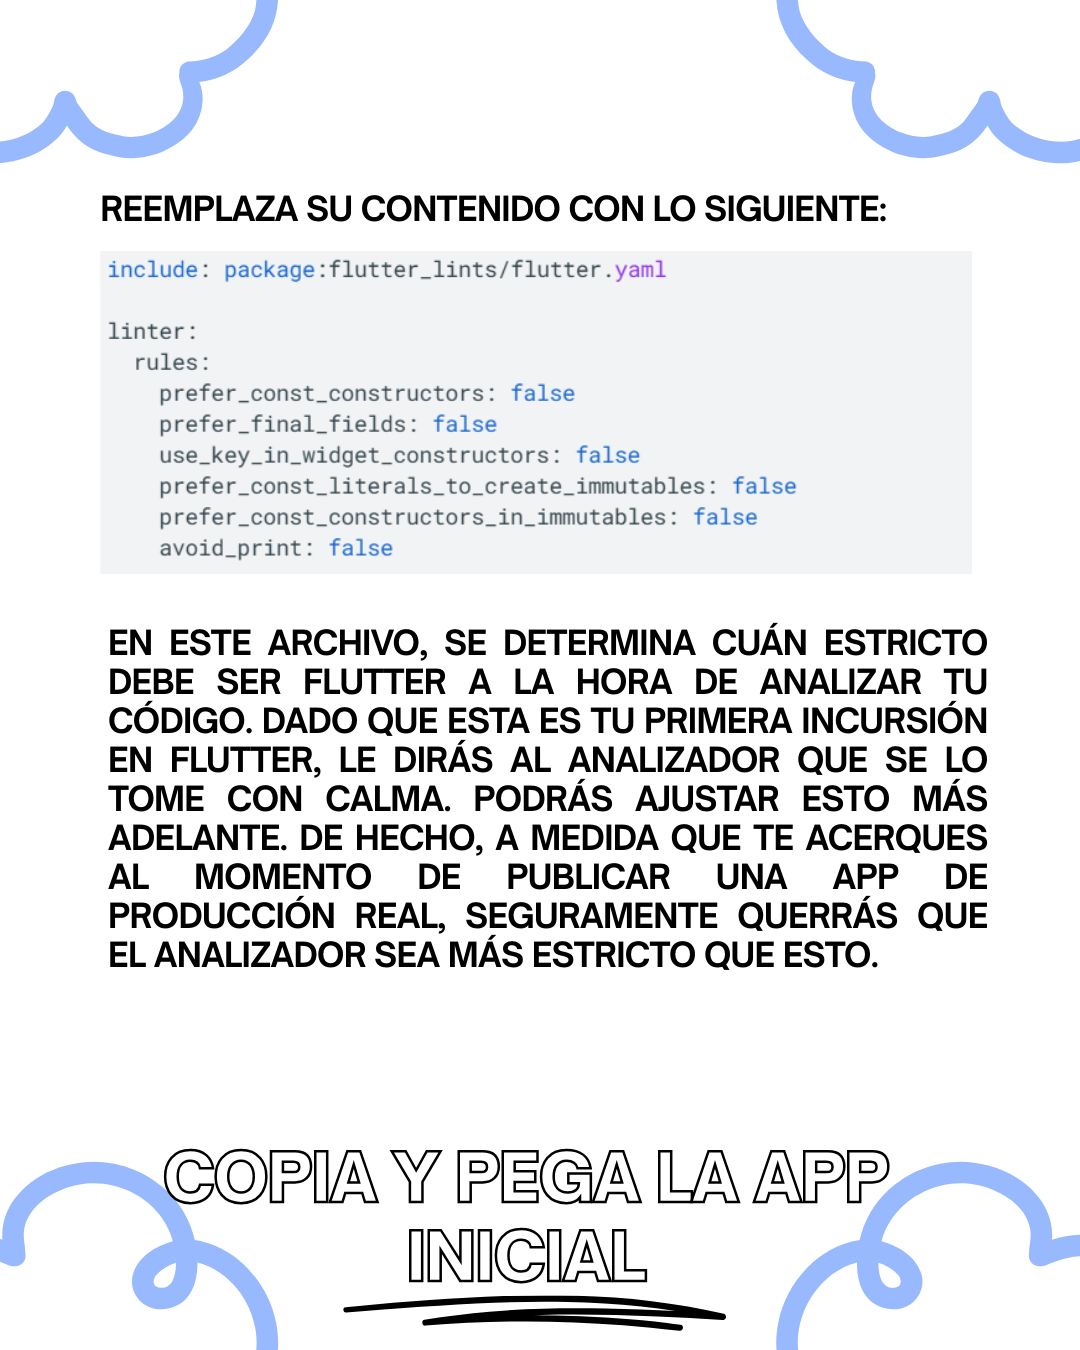 REEMPLAZA SU CONTENIDO CON LO SIGUIENTE:
include: package:flutter_lints/flutter.yaml
linter:
  rules:
    prefer_const_constructors: false
    prefer_final_fields: false
    use_key_in_widget_constructors: false
    prefer_const_literals_to_create_immutables: false
    prefer_const_constructors_in_immutables: false
    avoid_print: false
EN ESTE ARCHIVO, SE DETERMINA CUÁN ESTRICTO
DEBE SER FLUTTER A LA HORA DE ANALIZAR TU
CÓDIGO. DADO QUE ESTA ES TU PRIMERA INCURSIÓN
EN FLUTTER, LE DIRÁS AL ANALIZADOR QUE SE LO
TOME CON CALMA. PODRÁS AJUSTAR ESTO MÁS
ADELANTE. DE HECHO, A MEDIDA QUE TE ACERQUES
AL MOMENTO DE PUBLICAR UNA APP DE
PRODUCCIÓN REAL, SEGURAMENTE QUERRÁS QUE
EL ANALIZADOR SEA MÁS ESTRICTO QUE ESTO.
COPIA Y PEGA LA APP
INICIAL